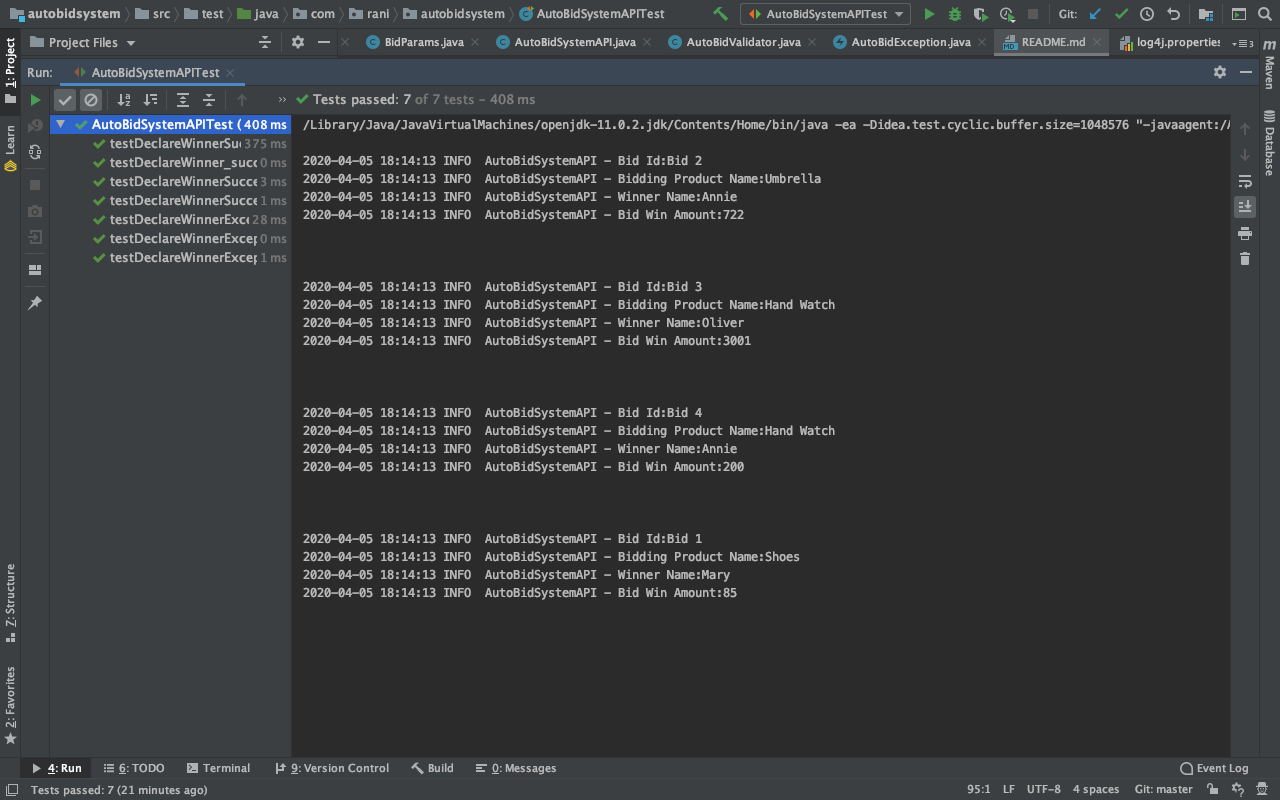 autobidsystem src test java com rani autobidsystem AutoBidSystemAPITest AutoBidSystemAPITest Git:
Project Files BidParams.java AutoBidSystemAPI.java AutoBidValidator.java AutoBidException.java README.md log4j.properties 3
Run: AutoBidSystemAPITest
Tests passed: 7 of 7 tests – 408 ms
AutoBidSystemAPITest ( 408 ms
testDeclareWinnerSu 375 ms
testDeclareWinner_succ 0 ms
testDeclareWinnerSucce 3 ms
testDeclareWinnerSucce 1 ms
testDeclareWinnerExc 28 ms
testDeclareWinnerExcep 0 ms
testDeclareWinnerExcep 1 ms
/Library/Java/JavaVirtualMachines/openjdk-11.0.2.jdk/Contents/Home/bin/java -ea -Didea.test.cyclic.buffer.size=1048576 "-javaagent:/A
2020-04-05 18:14:13 INFO  AutoBidSystemAPI - Bid Id:Bid 2
2020-04-05 18:14:13 INFO  AutoBidSystemAPI - Bidding Product Name:Umbrella
2020-04-05 18:14:13 INFO  AutoBidSystemAPI - Winner Name:Annie
2020-04-05 18:14:13 INFO  AutoBidSystemAPI - Bid Win Amount:722
2020-04-05 18:14:13 INFO  AutoBidSystemAPI - Bid Id:Bid 3
2020-04-05 18:14:13 INFO  AutoBidSystemAPI - Bidding Product Name:Hand Watch
2020-04-05 18:14:13 INFO  AutoBidSystemAPI - Winner Name:Oliver
2020-04-05 18:14:13 INFO  AutoBidSystemAPI - Bid Win Amount:3001
2020-04-05 18:14:13 INFO  AutoBidSystemAPI - Bid Id:Bid 4
2020-04-05 18:14:13 INFO  AutoBidSystemAPI - Bidding Product Name:Hand Watch
2020-04-05 18:14:13 INFO  AutoBidSystemAPI - Winner Name:Annie
2020-04-05 18:14:13 INFO  AutoBidSystemAPI - Bid Win Amount:200
2020-04-05 18:14:13 INFO  AutoBidSystemAPI - Bid Id:Bid 1
2020-04-05 18:14:13 INFO  AutoBidSystemAPI - Bidding Product Name:Shoes
2020-04-05 18:14:13 INFO  AutoBidSystemAPI - Winner Name:Mary
2020-04-05 18:14:13 INFO  AutoBidSystemAPI - Bid Win Amount:85
1: Project
Learn
Z: Structure
2: Favorites
Maven
Database
4: Run 6: TODO Terminal 9: Version Control Build 0: Messages Event Log
Tests passed: 7 (21 minutes ago) 95:1 LF UTF-8 4 spaces Git: master